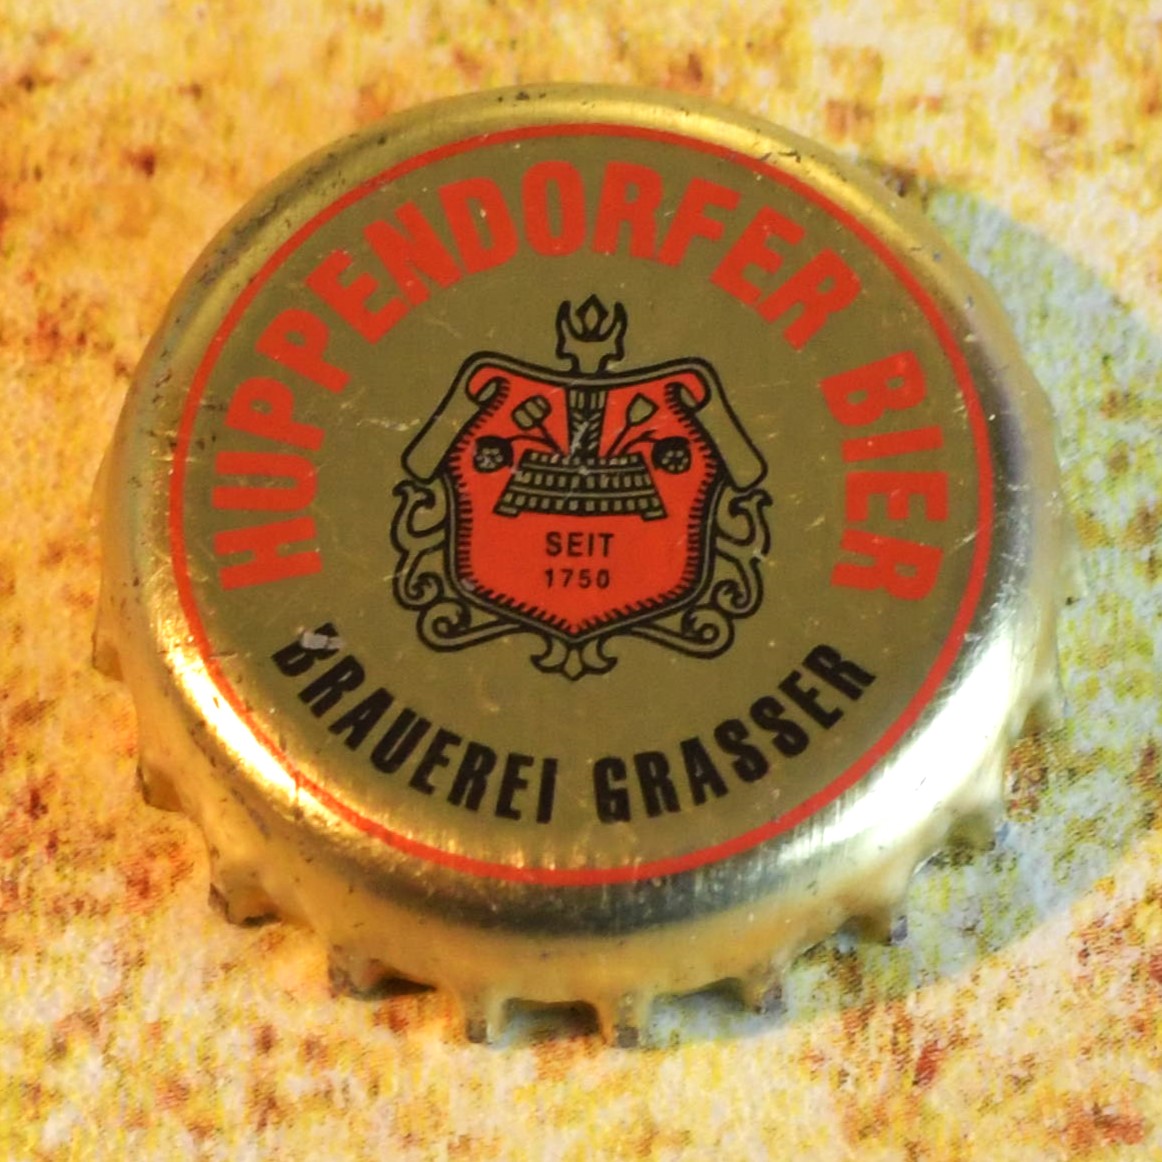 HUPPENDORFER BIER
SEIT
1750
BRAUEREI GRASSER